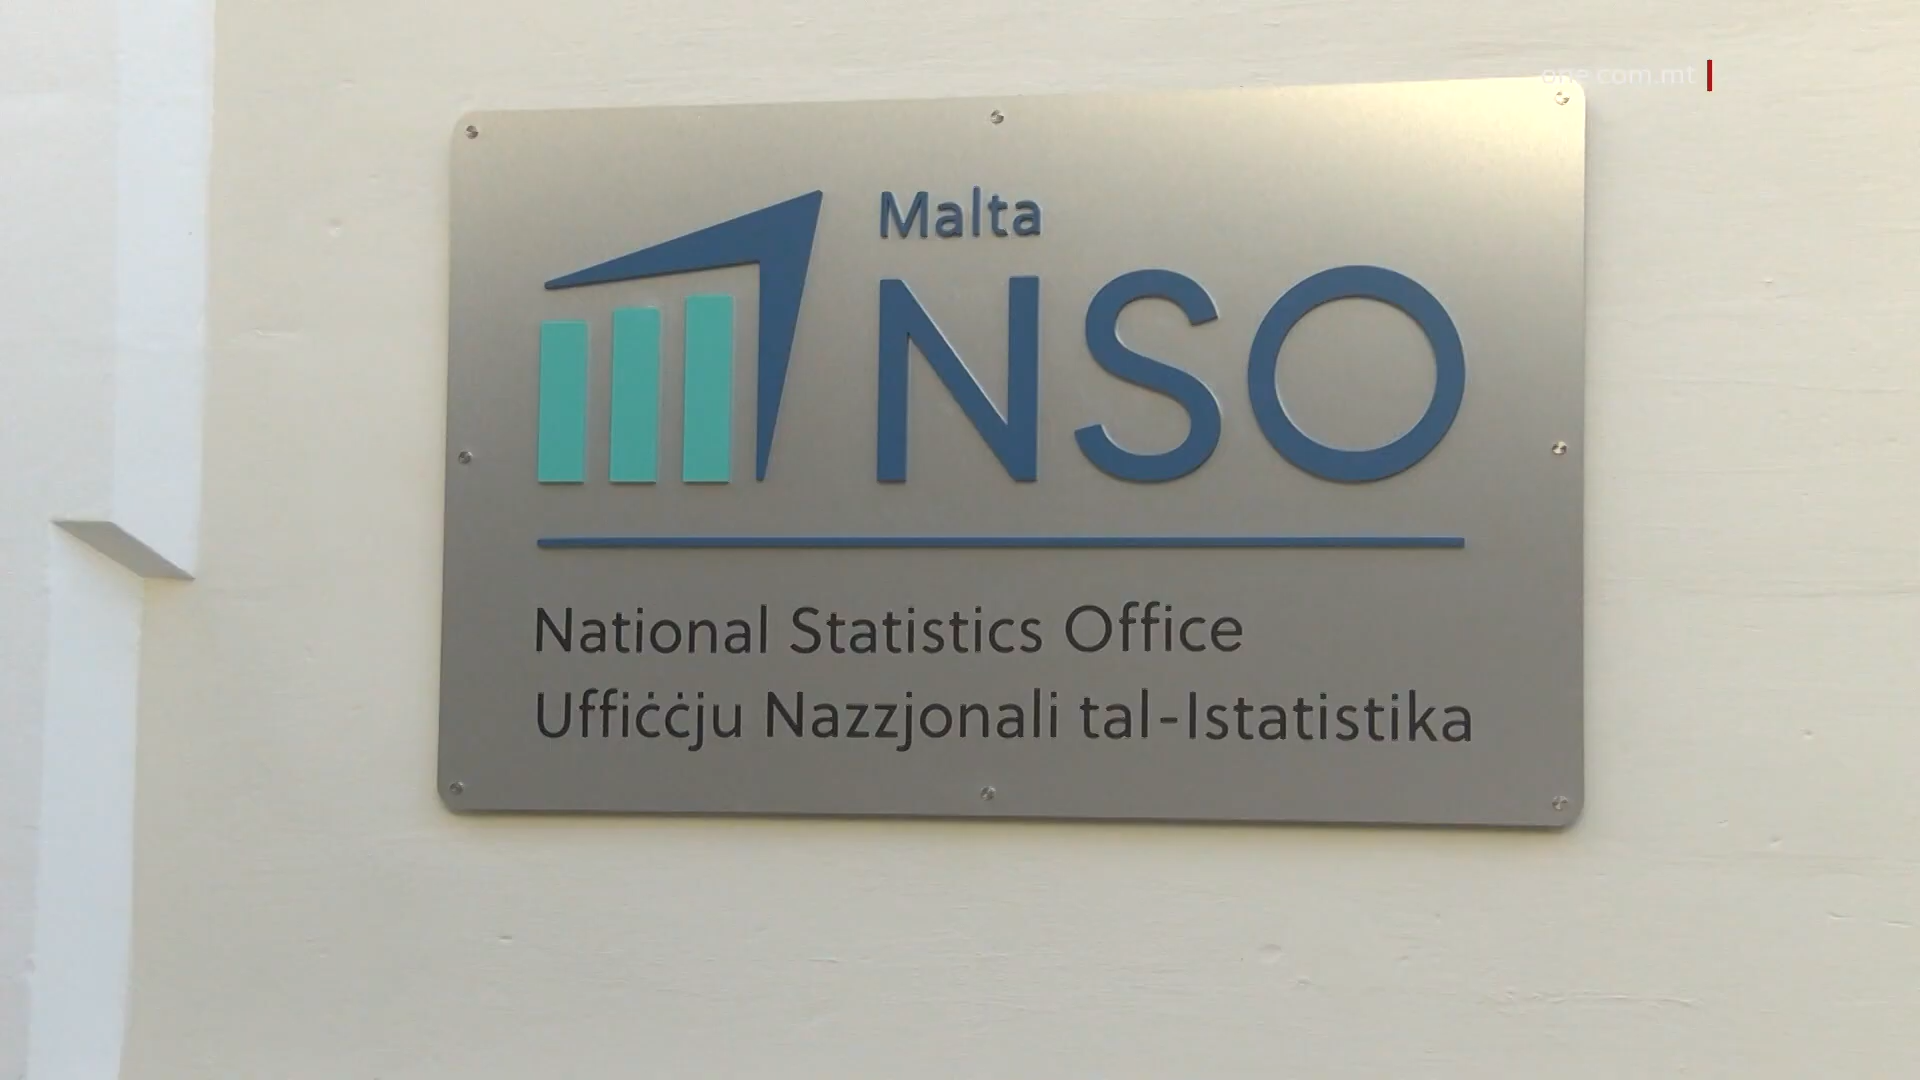 one.com.mt
Malta
NSO
National Statistics Office
Uffiċċju Nazzjonali tal-Istatistika